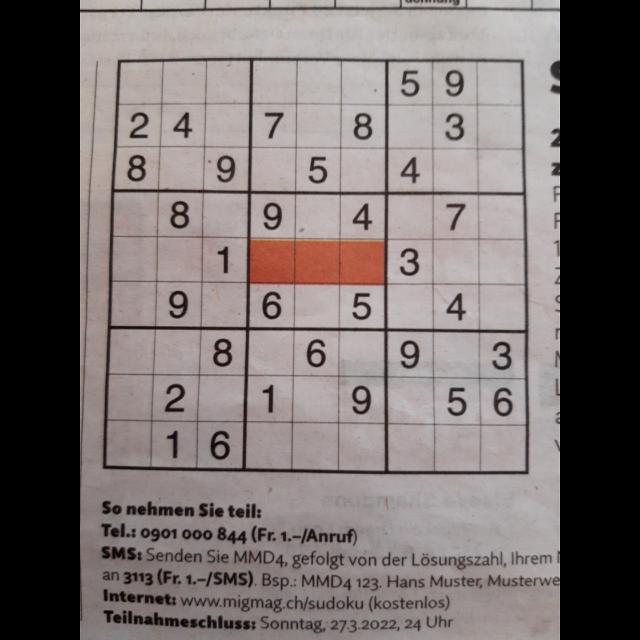 5 9
2 4 7 8 3
8 9 5 4
8 9 4 7
1 3
9 6 5 4
8 6 9 3
2 1 9 5 6
1 6
So nehmen Sie teil:
Tel.: 0901 000 844 (Fr. 1.–/Anruf)
SMS: Senden Sie MMD4, gefolgt von der Lösungszahl, Ihrem
an 3113 (Fr. 1.–/SMS). Bsp.: MMD4 123. Hans Muster, Musterwe
Internet: www.migmag.ch/sudoku (kostenlos)
Teilnahmeschluss: Sonntag, 27.3.2022, 24 Uhr